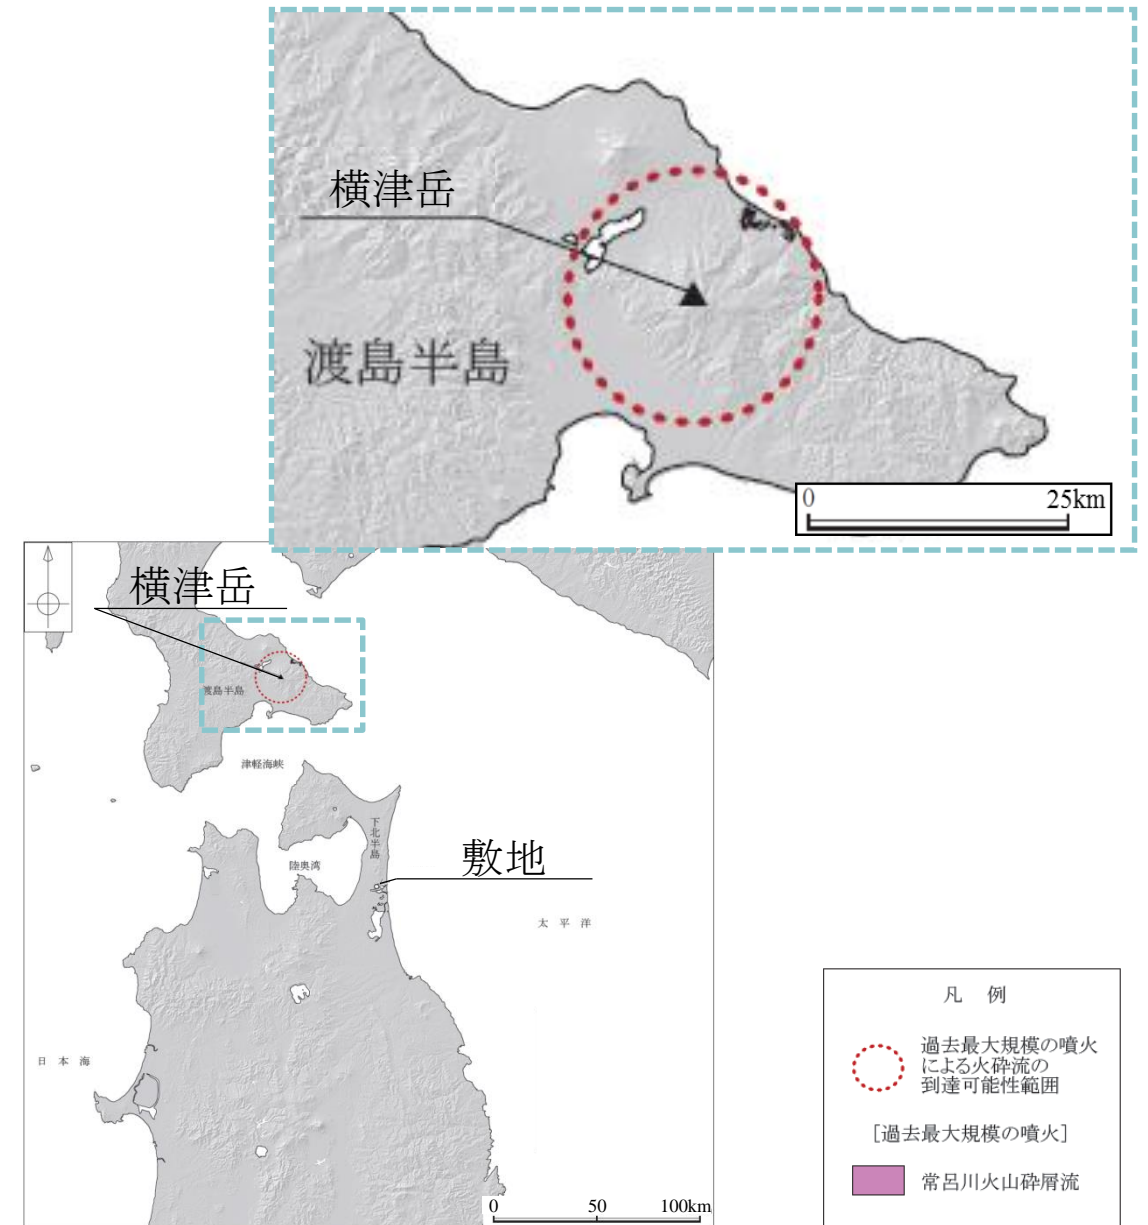 横津岳
渡島半島
0 25km
横津岳
渡島半島
津軽海峡
下北半島
陸奥湾
敷地
太平洋
日本海
0 50 100km
凡 例
過去最大規模の噴火
による火砕流の
到達可能性範囲
[過去最大規模の噴火]
常呂川火山砕屑流